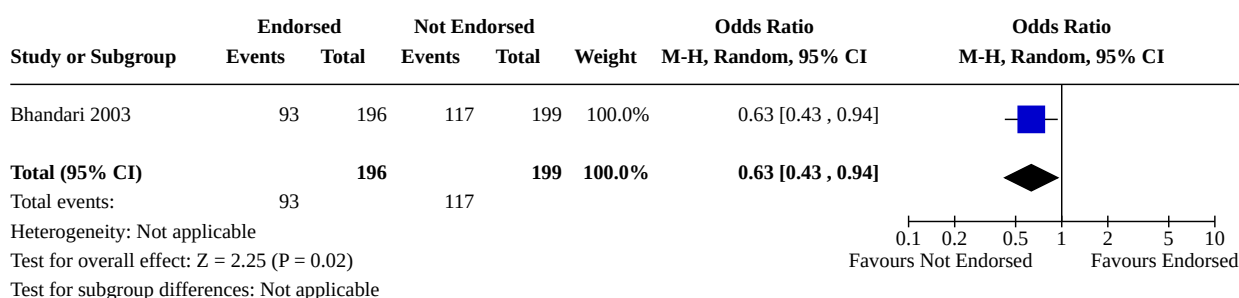 Endorsed Not Endorsed Odds Ratio Odds Ratio
Study or Subgroup Events Total Events Total Weight M-H, Random, 95% CI M-H, Random, 95% CI
Bhandari 2003 93 196 117 199 100.0% 0.63 [0.43 , 0.94]
Total (95% CI) 196 199 100.0% 0.63 [0.43 , 0.94]
Total events: 93 117
Heterogeneity: Not applicable
0.1 0.2 0.5 1 2 5 10
Test for overall effect: Z = 2.25 (P = 0.02) Favours Not Endorsed Favours Endorsed
Test for subgroup differences: Not applicable